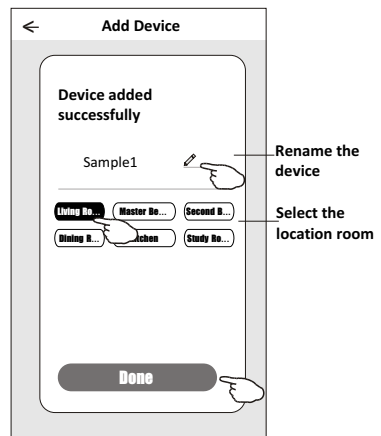 Add Device
Device added
successfully
Sample1
Rename the
device
Living Ro... Master Be... Second B...
Select the
location room
Dining R... Study Ro...
Done